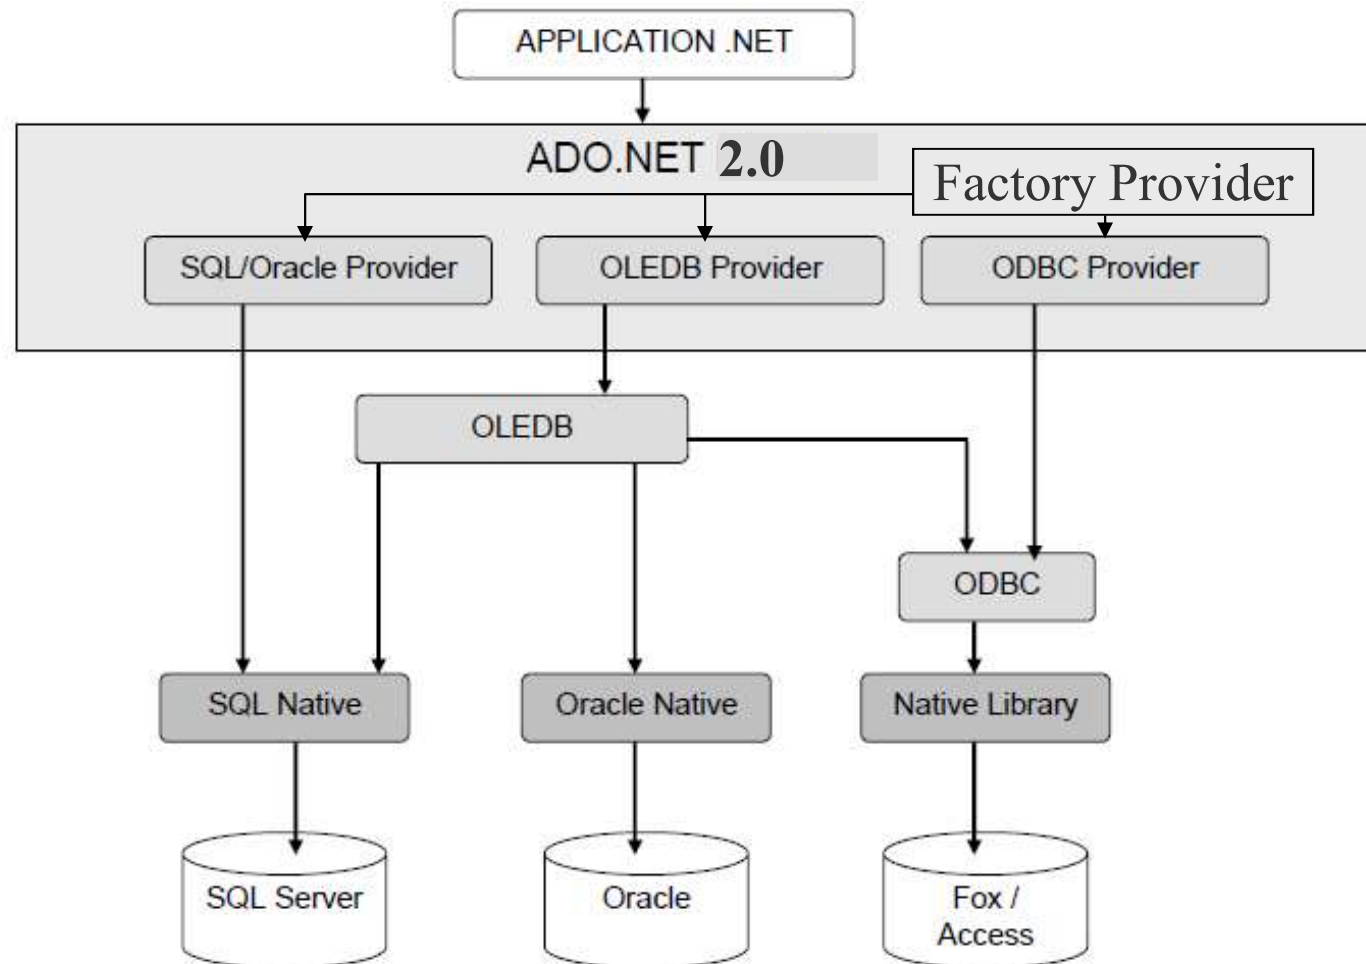 APPLICATION .NET
ADO.NET 2.0
Factory Provider
SQL/Oracle Provider
OLEDB Provider
ODBC Provider
OLEDB
ODBC
SQL Native
Oracle Native
Native Library
SQL Server
Oracle
Fox /
Access